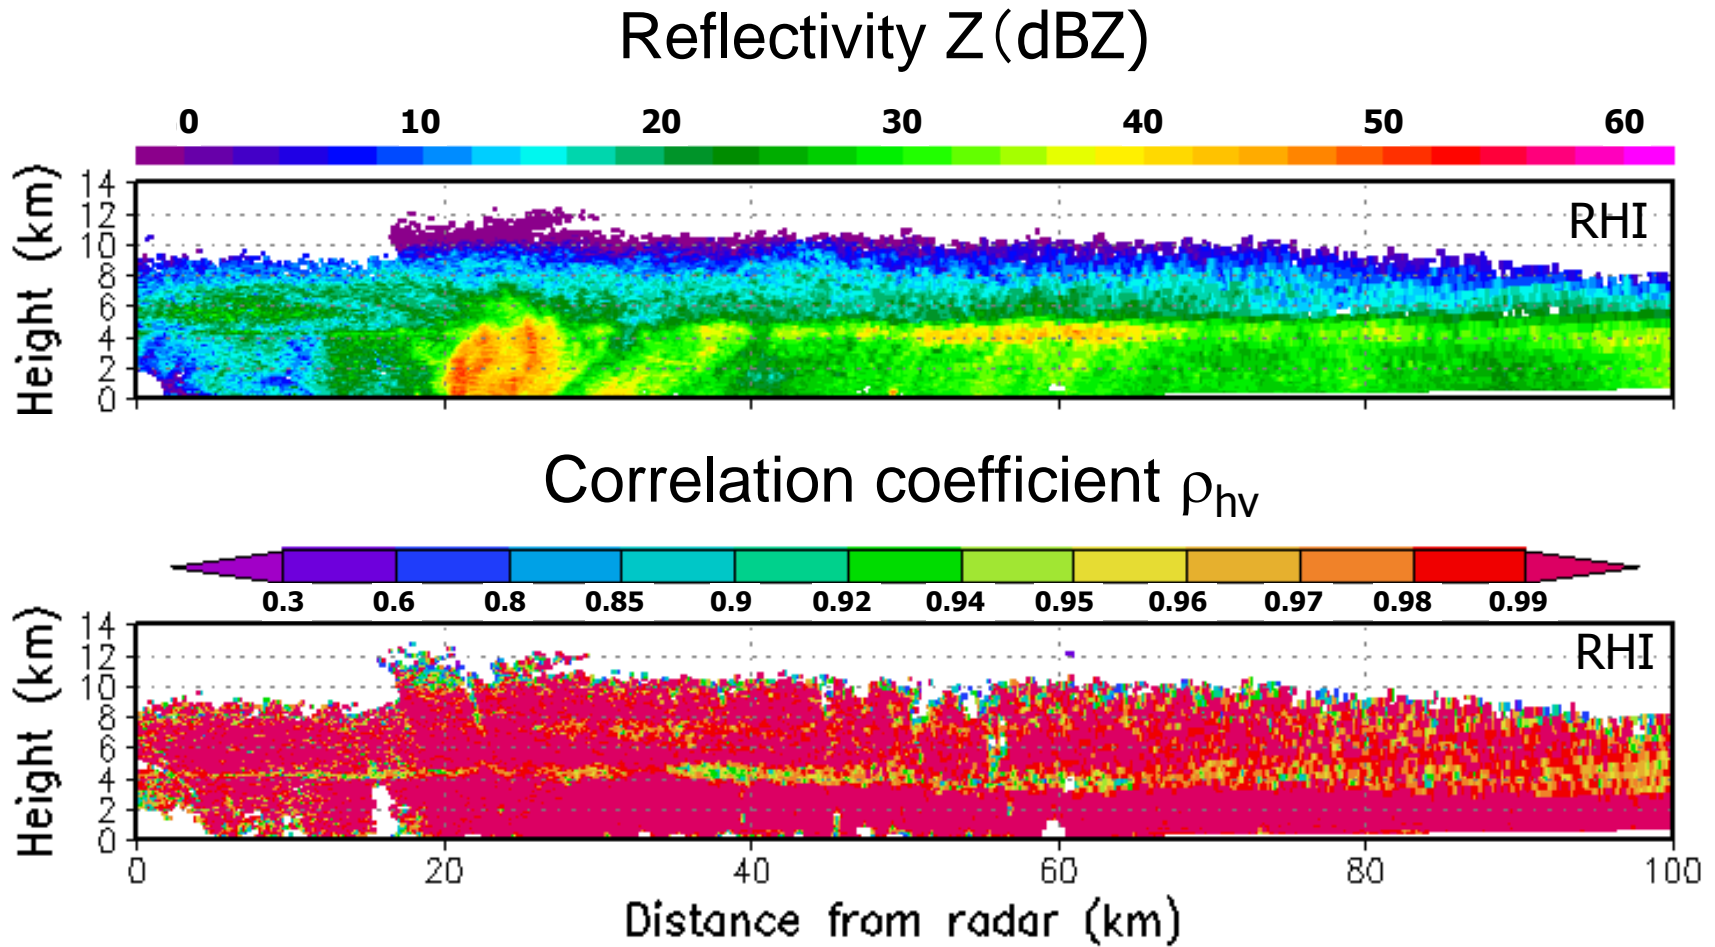 Reflectivity Z(dBZ)
0 10 20 30 40 50 60
Height (km)
14
12
10
8
6
4
2
0
RHI
Correlation coefficient ρhv
0.3 0.6 0.8 0.85 0.9 0.92 0.94 0.95 0.96 0.97 0.98 0.99
Height (km)
14
12
10
8
6
4
2
0
RHI
0 20 40 60 80 100
Distance from radar (km)